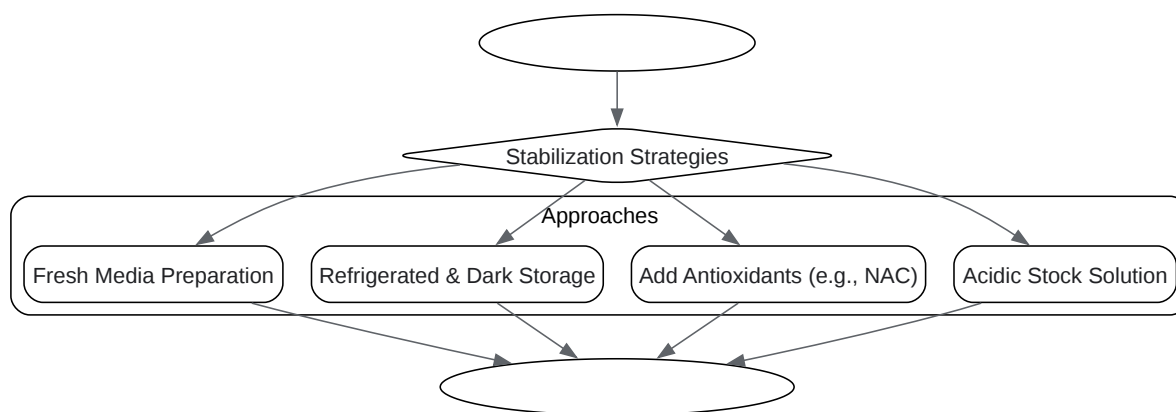 Stabilization Strategies
Approaches
Fresh Media Preparation
Refrigerated & Dark Storage
Add Antioxidants (e.g., NAC)
Acidic Stock Solution